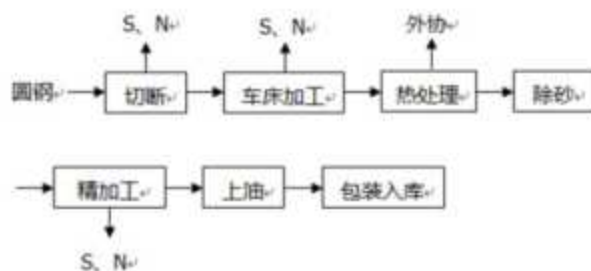 S、N S、N 外协
圆钢 切断 车床加工 热处理 除砂
精加工 上油 包装入库
S、N